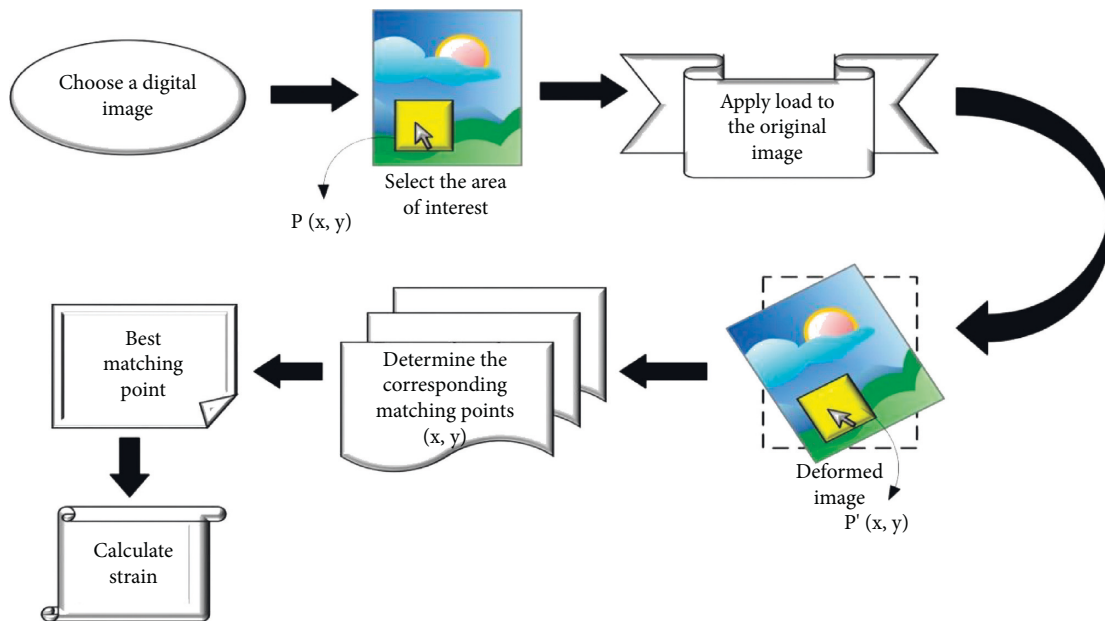 Choose a digital
image
Select the area
of interest
P (x, y)
Apply load to
the original
image
Deformed
image
P' (x, y)
Determine the
corresponding
matching points
(x, y)
Best
matching
point
Calculate
strain